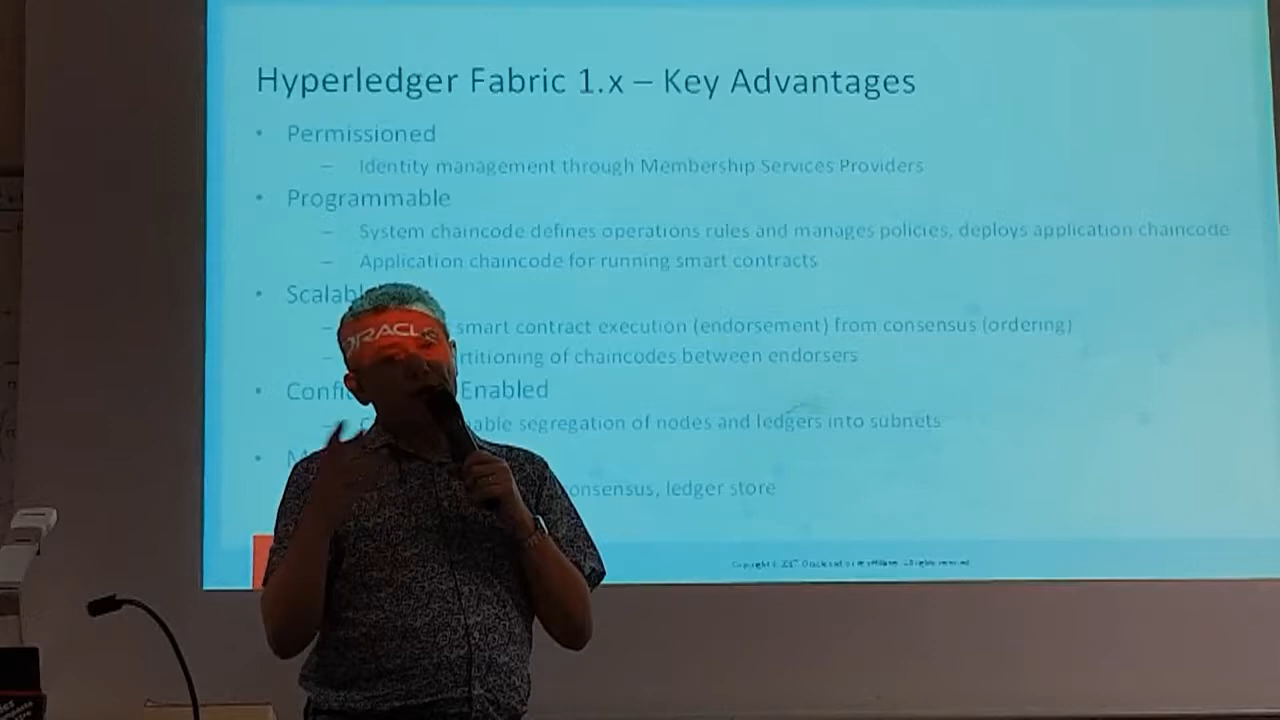 Hyperledger Fabric 1.x – Key Advantages
• Permissioned
– Identity management through Membership Services Providers
• Programmable
– System chaincode defines operations rules and manages policies, deploys application chaincode
– Application chaincode for running smart contracts
• Scalab
– smart contract execution (endorsement) from consensus (ordering)
ORACLE
– rtitioning of chaincodes between endorsers
• Confi Enabled
– able segregation of nodes and ledgers into subnets
• M
onsensus, ledger store